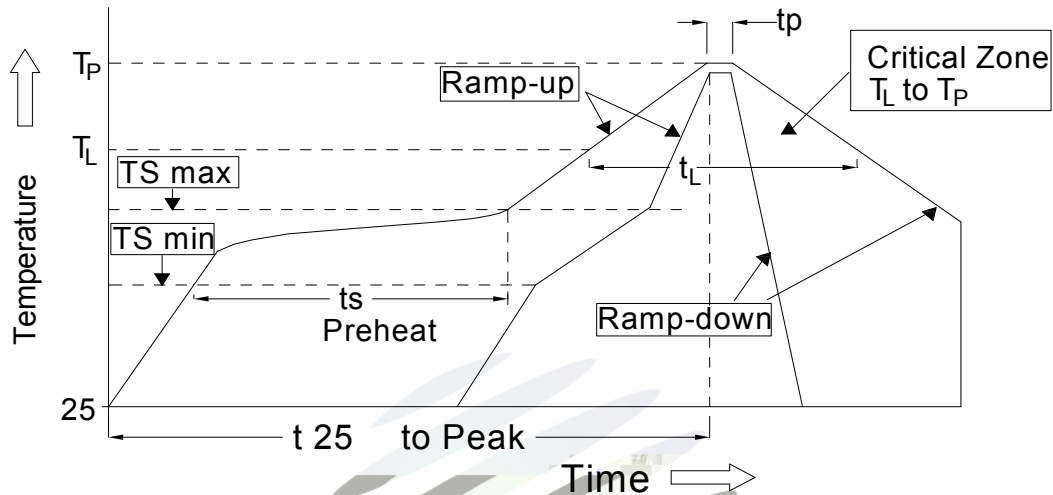 tp
TP
Ramp-up
Critical Zone
TL to TP
TL
tL
TS max
TS min
ts
Preheat
Ramp-down
Temperature
25
t 25 to Peak
Time